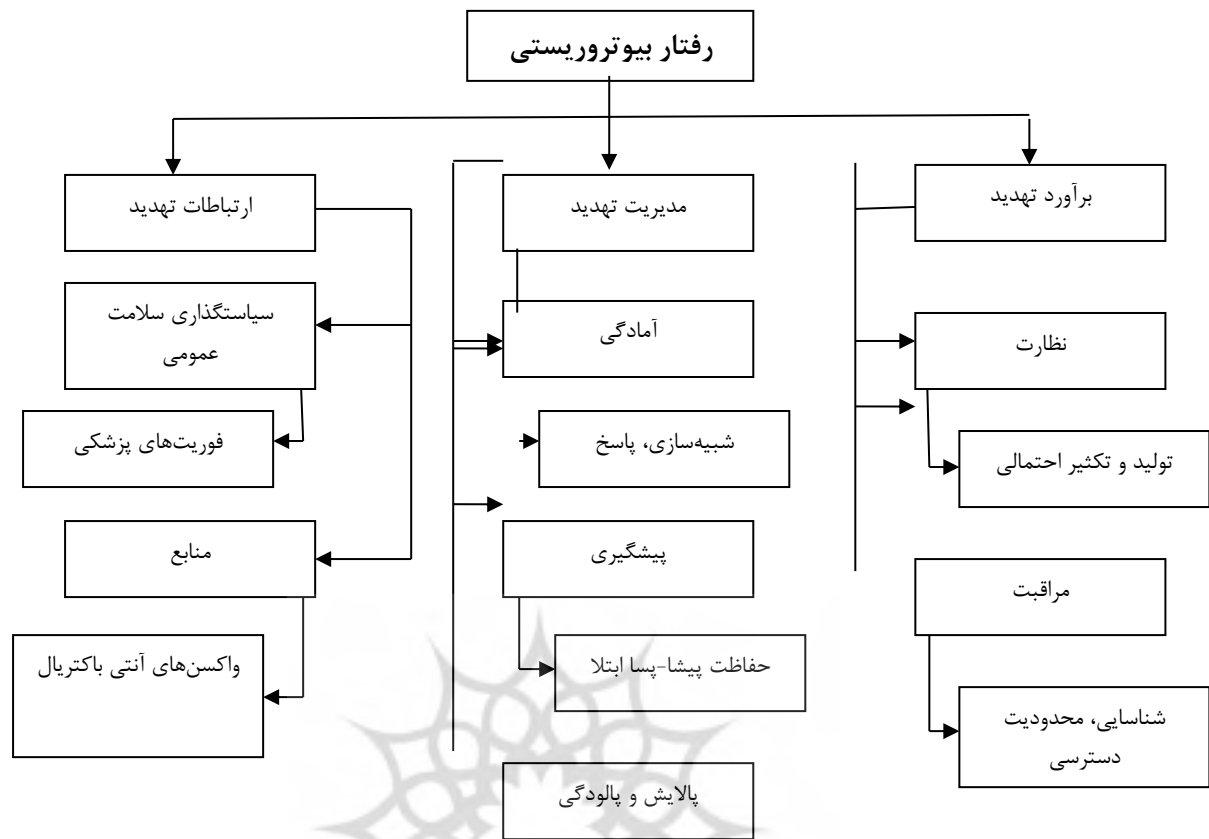 رفتار بیوتروریستی
برآورد تهدید
مدیریت تهدید
ارتباطات تهدید
نظارت
تولید و تکثیر احتمالی
مراقبت
شناسایی، محدودیت
دسترسی
آمادگی
شبیه‌سازی، پاسخ
پیشگیری
حفاظت پیشا-پسا ابتلا
پالایش و پالودگی
سیاستگذاری سلامت
عمومی
فوریت‌های پزشکی
منابع
واکسن‌های آنتی باکتریال